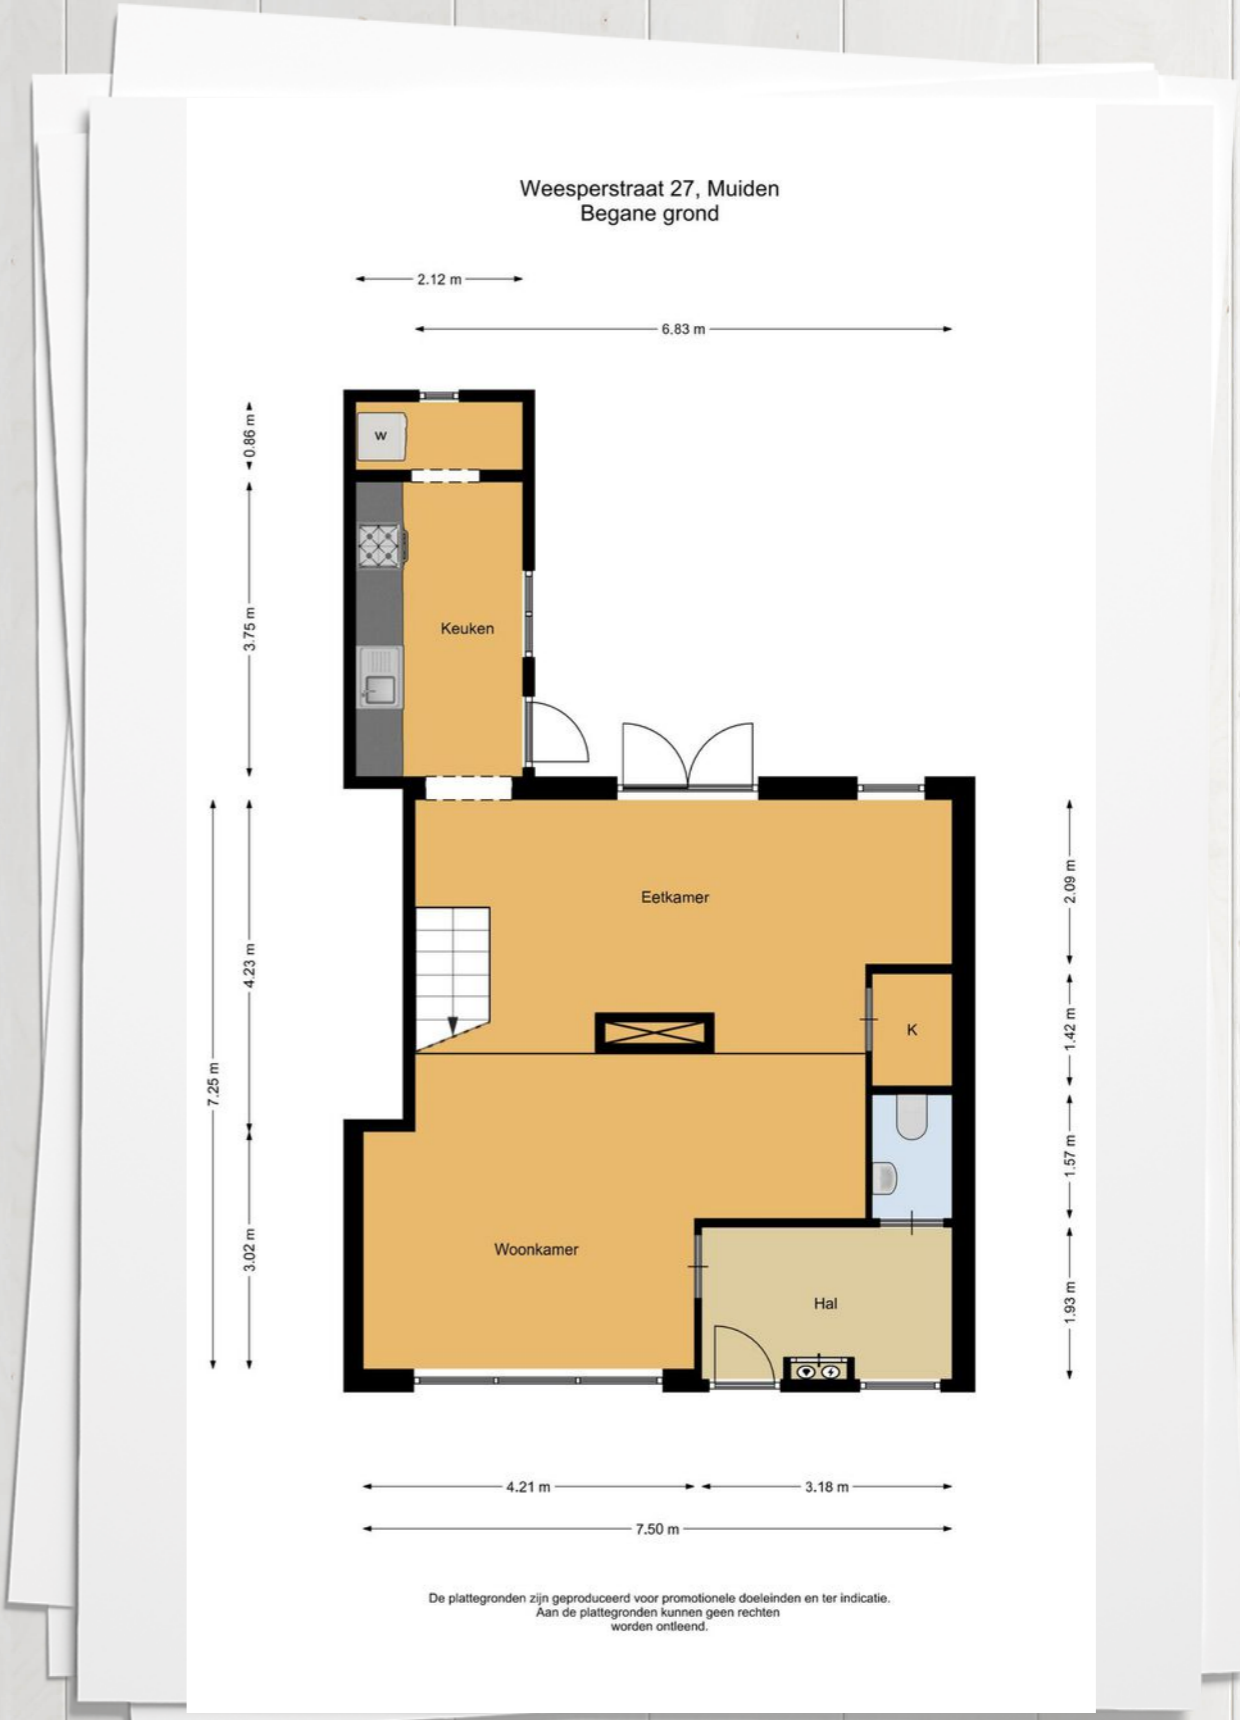 Weesperstraat 27, Muiden
Begane grond
2.12 m
6.83 m
0.86 m
W
3.75 m
Keuken
Eetkamer
2.09 m
4.23 m
7.25 m
K
1.42 m
1.57 m
3.02 m
Woonkamer
Hal
1.93 m
4.21 m
3.18 m
7.50 m
De plattegronden zijn geproduceerd voor promotionele doeleinden en ter indicatie.
Aan de plattegronden kunnen geen rechten
worden ontleend.